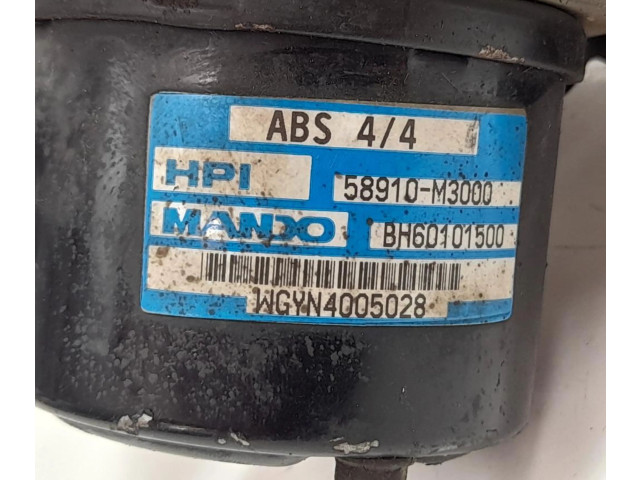 ABS 4/4
HPI 58910-M3000
MANDO BH60101500
WGYN4005028